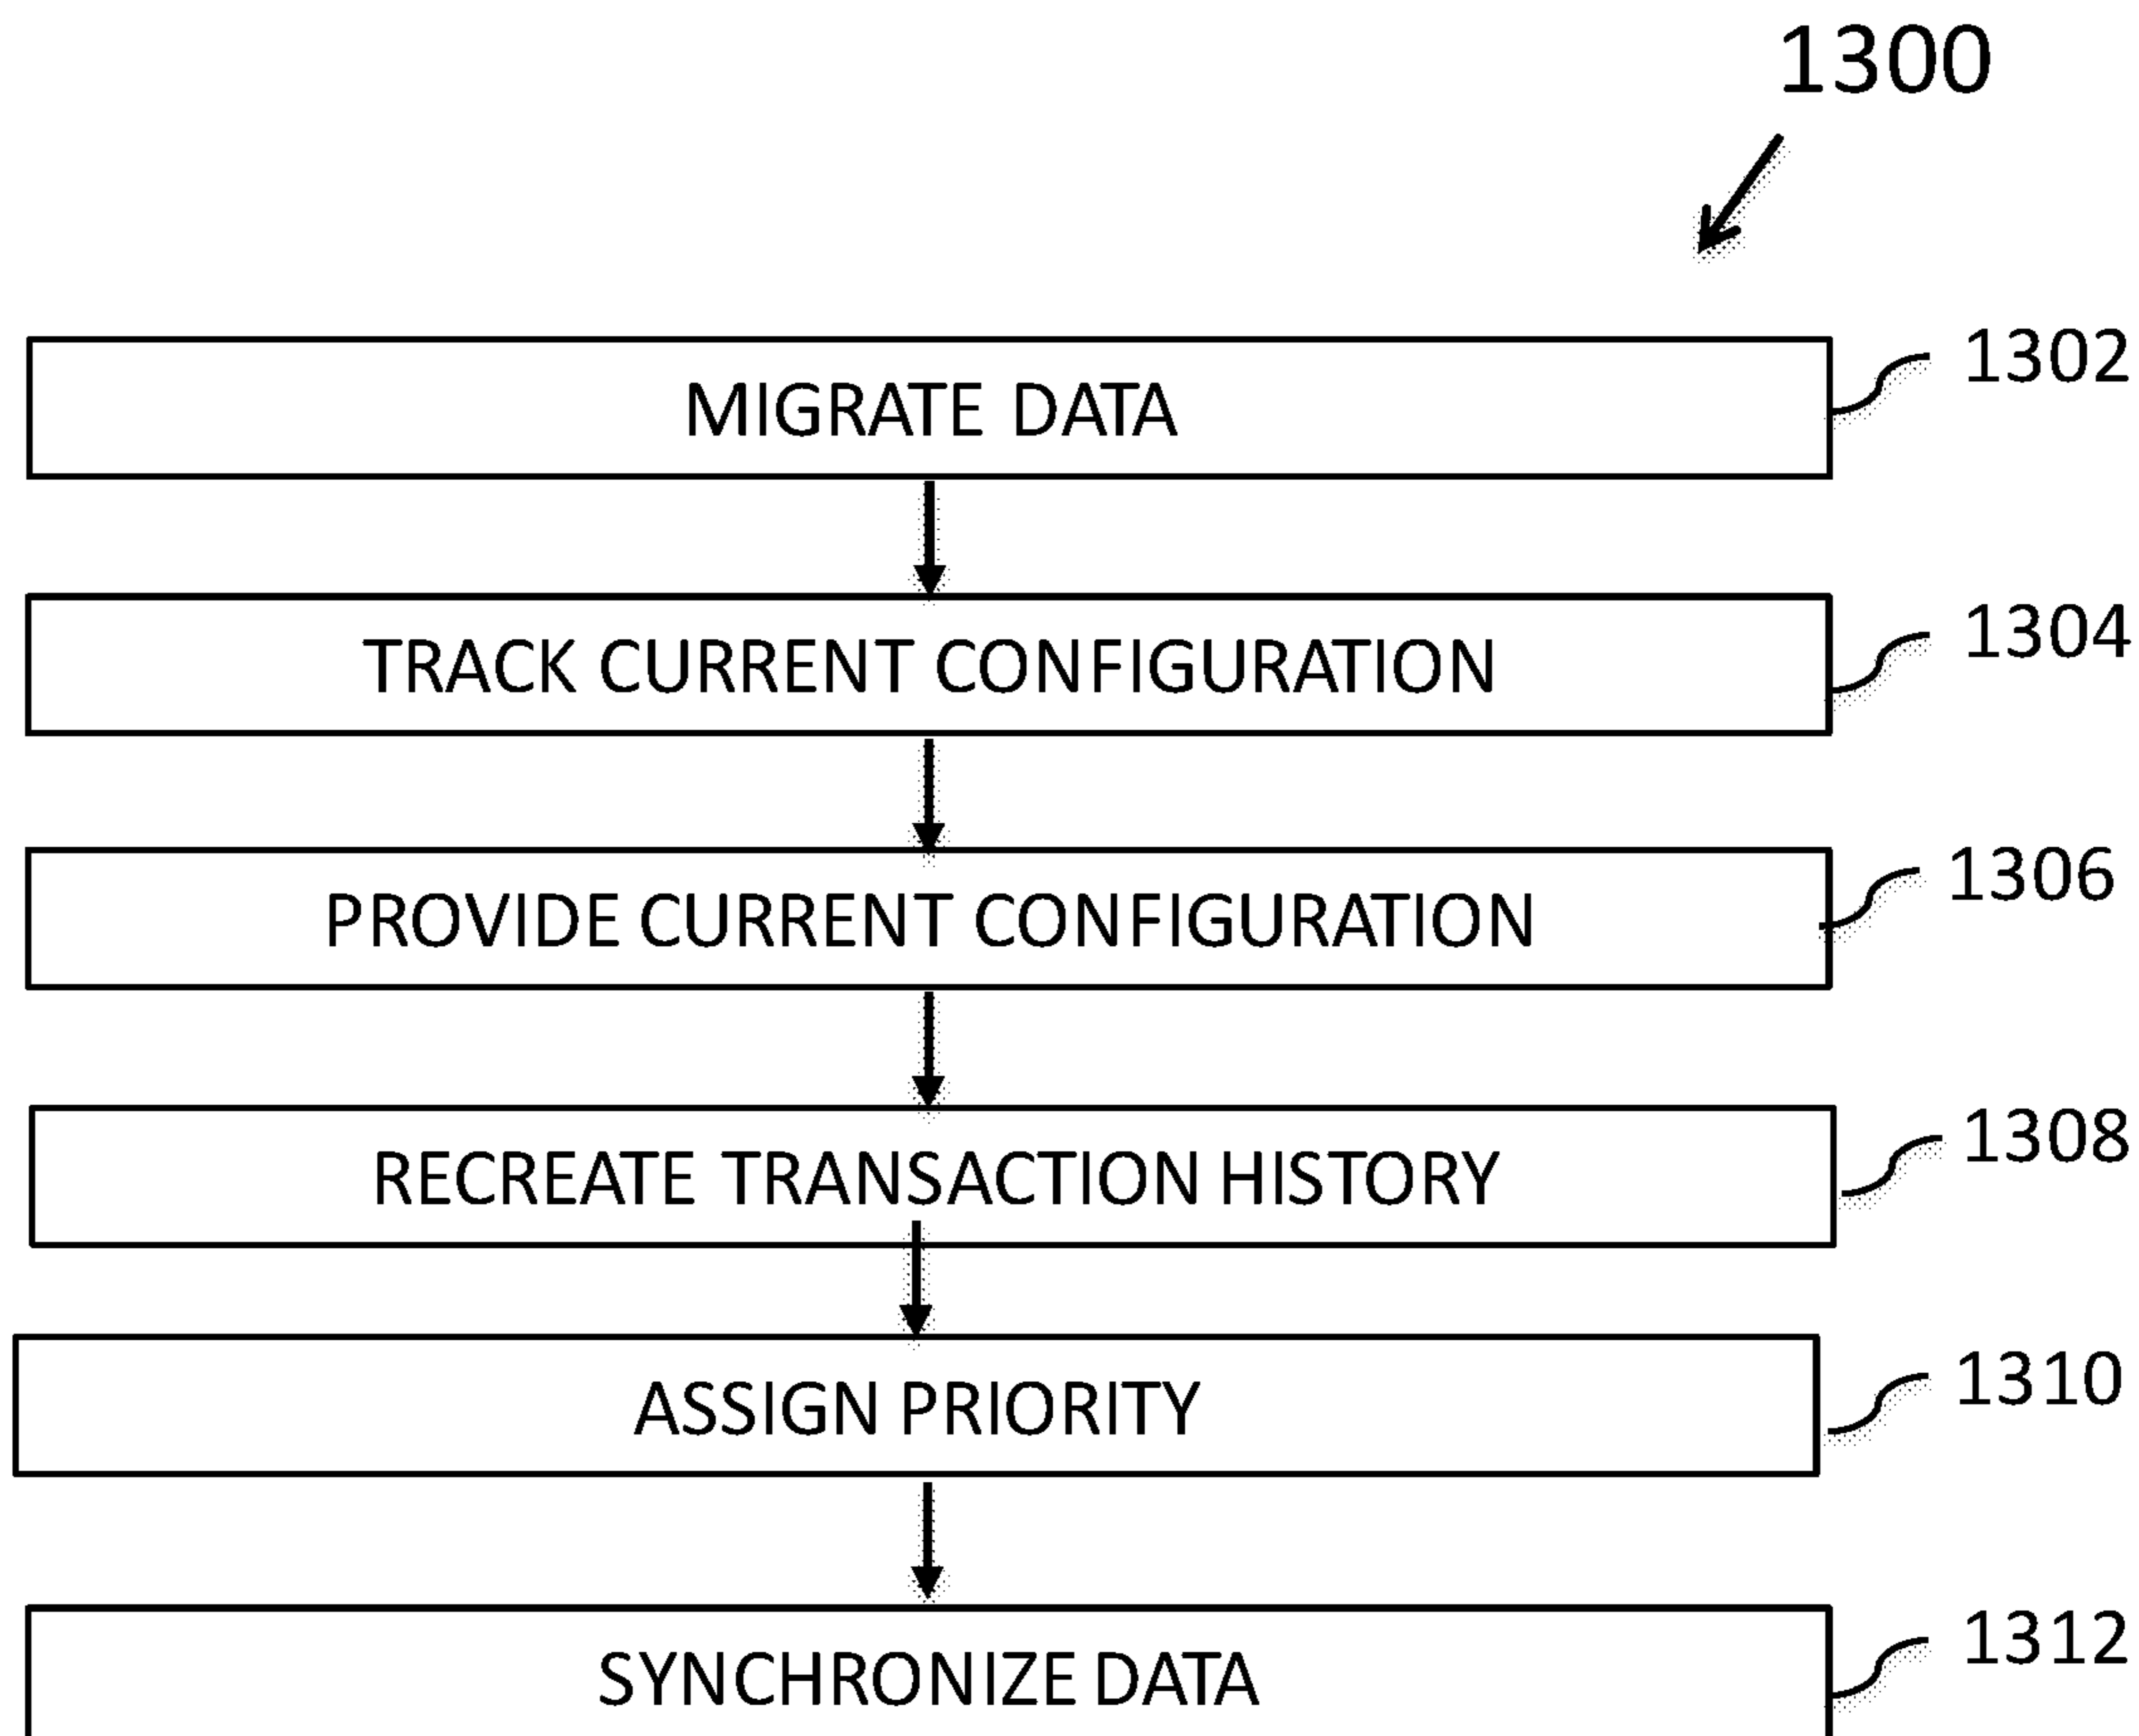 1300
MIGRATE DATA
1302
TRACK CURRENT CONFIGURATION
1304
PROVIDE CURRENT CONFIGURATION
1306
RECREATE TRANSACTION HISTORY
1308
ASSIGN PRIORITY
1310
SYNCHRONIZE DATA
1312